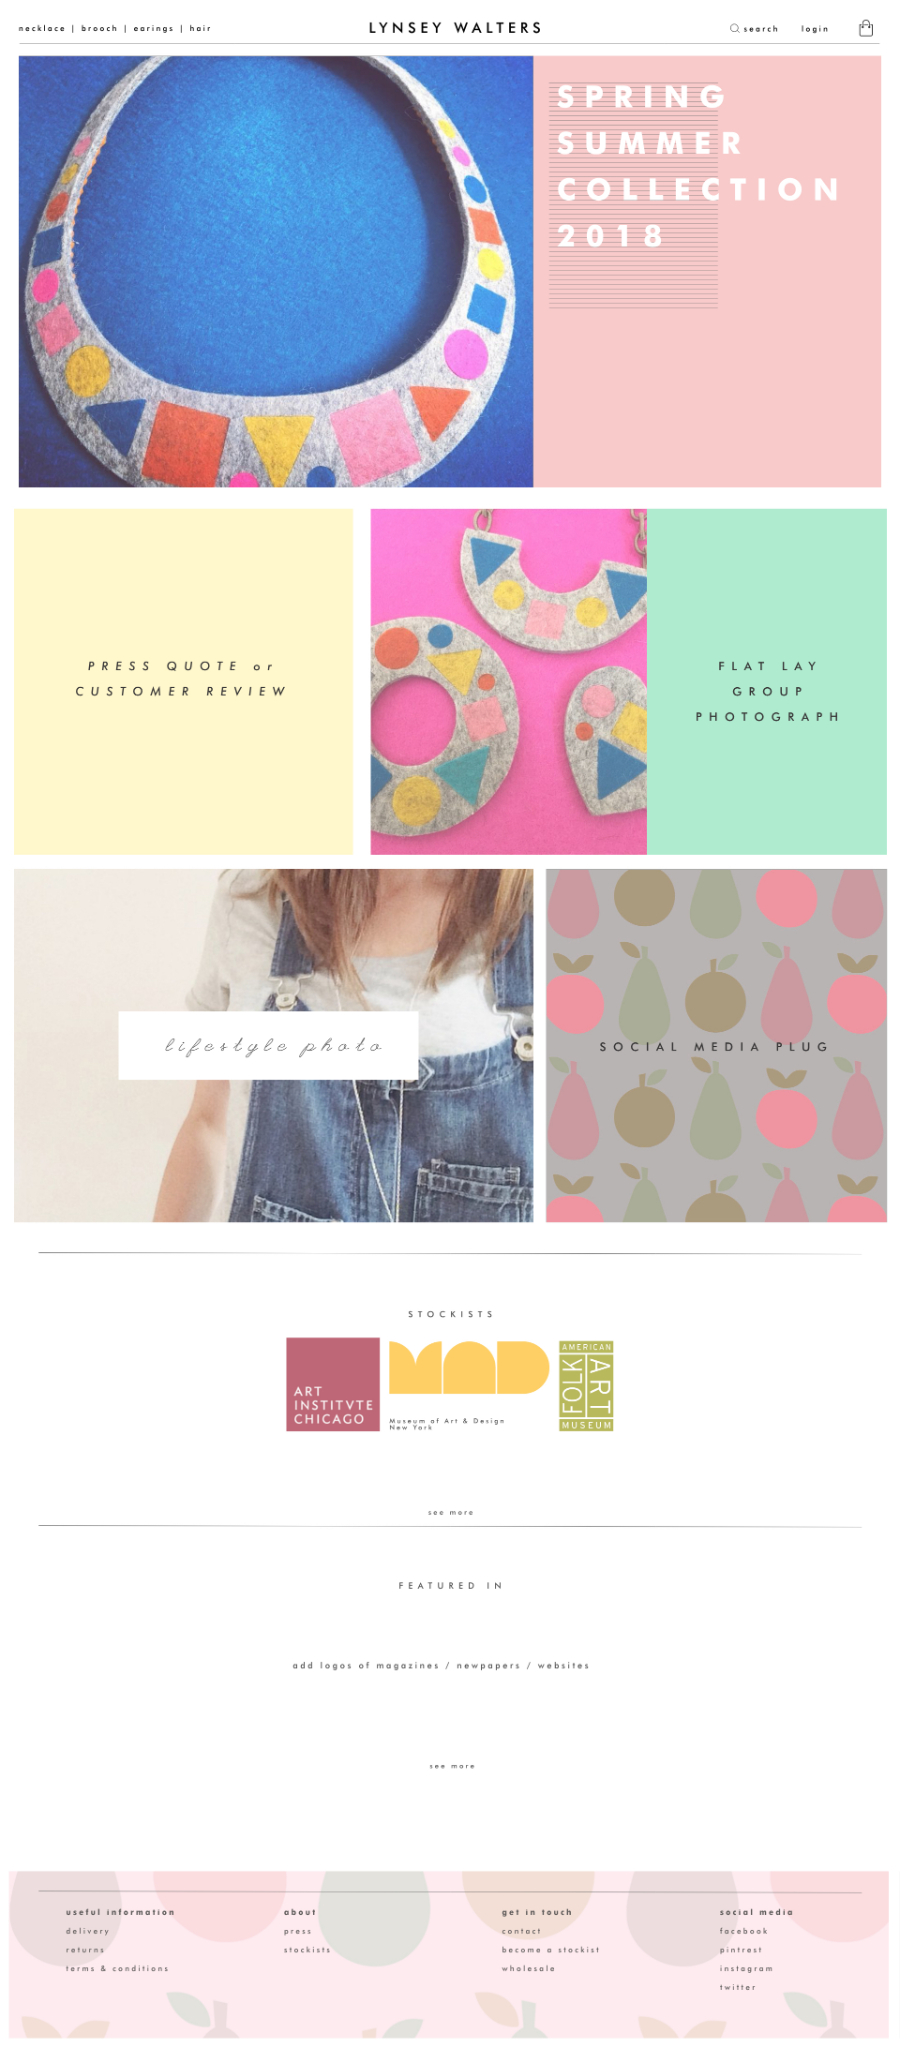 necklace | brooch | earings | hair
LYNSEY WALTERS
search
login
SPRING
SUMMER
COLLECTION
2018
PRESS QUOTE or
CUSTOMER REVIEW
FLAT LAY
GROUP
PHOTOGRAPH
lifestyle photo
SOCIAL MEDIA PLUG
STOCKISTS
ART
INSTITVTE
CHICAGO
MAD
Museum of Art & Design
New York
AMERICAN
FOLK
ART
MUSEUM
see more
FEATURED IN
add logos of magazines / newpapers / websites
see more
useful information
delivery
returns
terms & conditions
about
press
stockists
get in touch
contact
become a stockist
wholesale
social media
facebook
pintrest
instagram
twitter